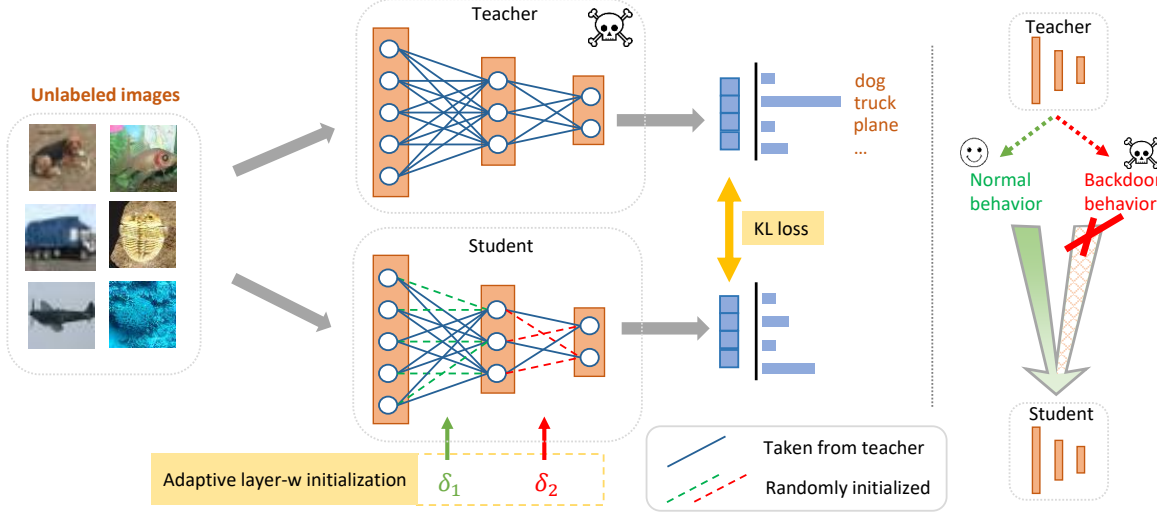 Teacher
Unlabeled images
dog
truck
plane
...
KL loss
Student
Adaptive layer-w initialization
δ1
δ2
Taken from teacher
Randomly initialized
Teacher
Normal
behavior
Backdoor
behavior
Student